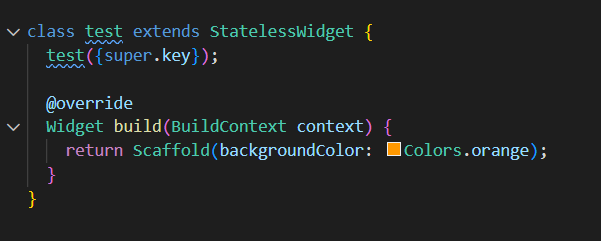 class test extends StatelessWidget {
test({super.key});
@override
Widget build(BuildContext context) {
return Scaffold(backgroundColor: Colors.orange);
}
}